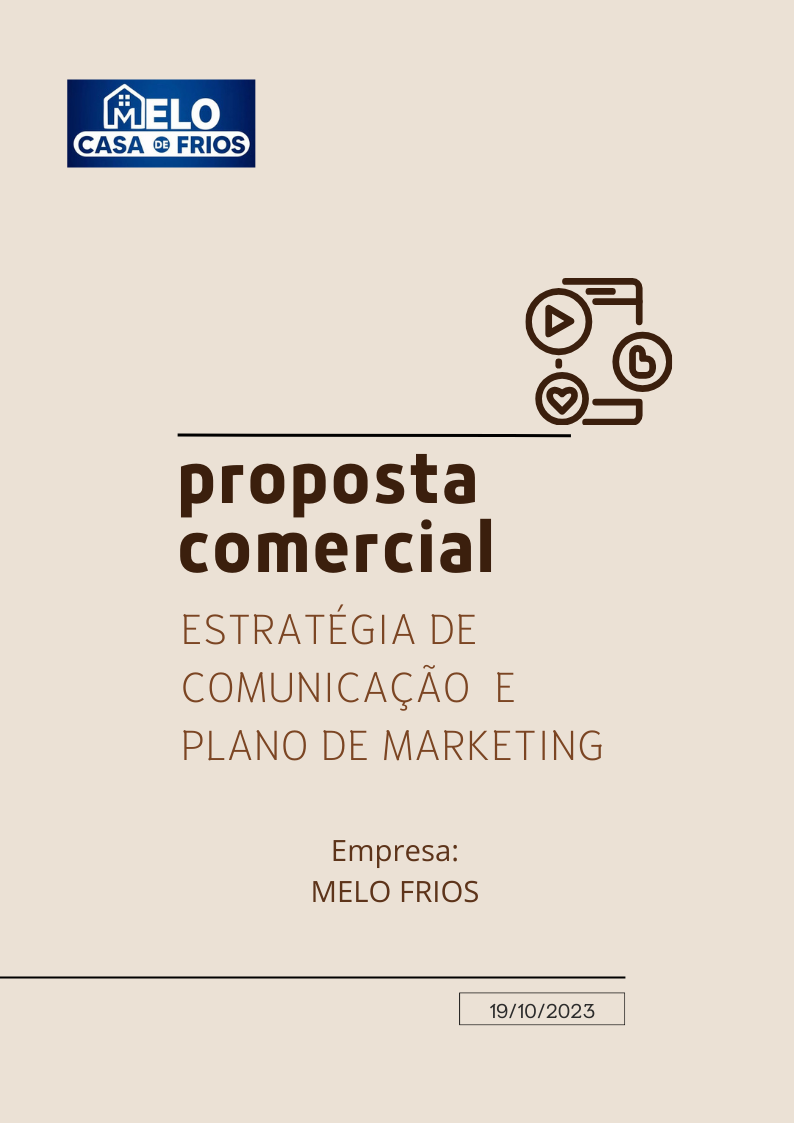 MELO
CASA DE FRIOS
proposta
comercial
ESTRATÉGIA DE
COMUNICAÇÃO E
PLANO DE MARKETING
Empresa:
MELO FRIOS
19/10/2023